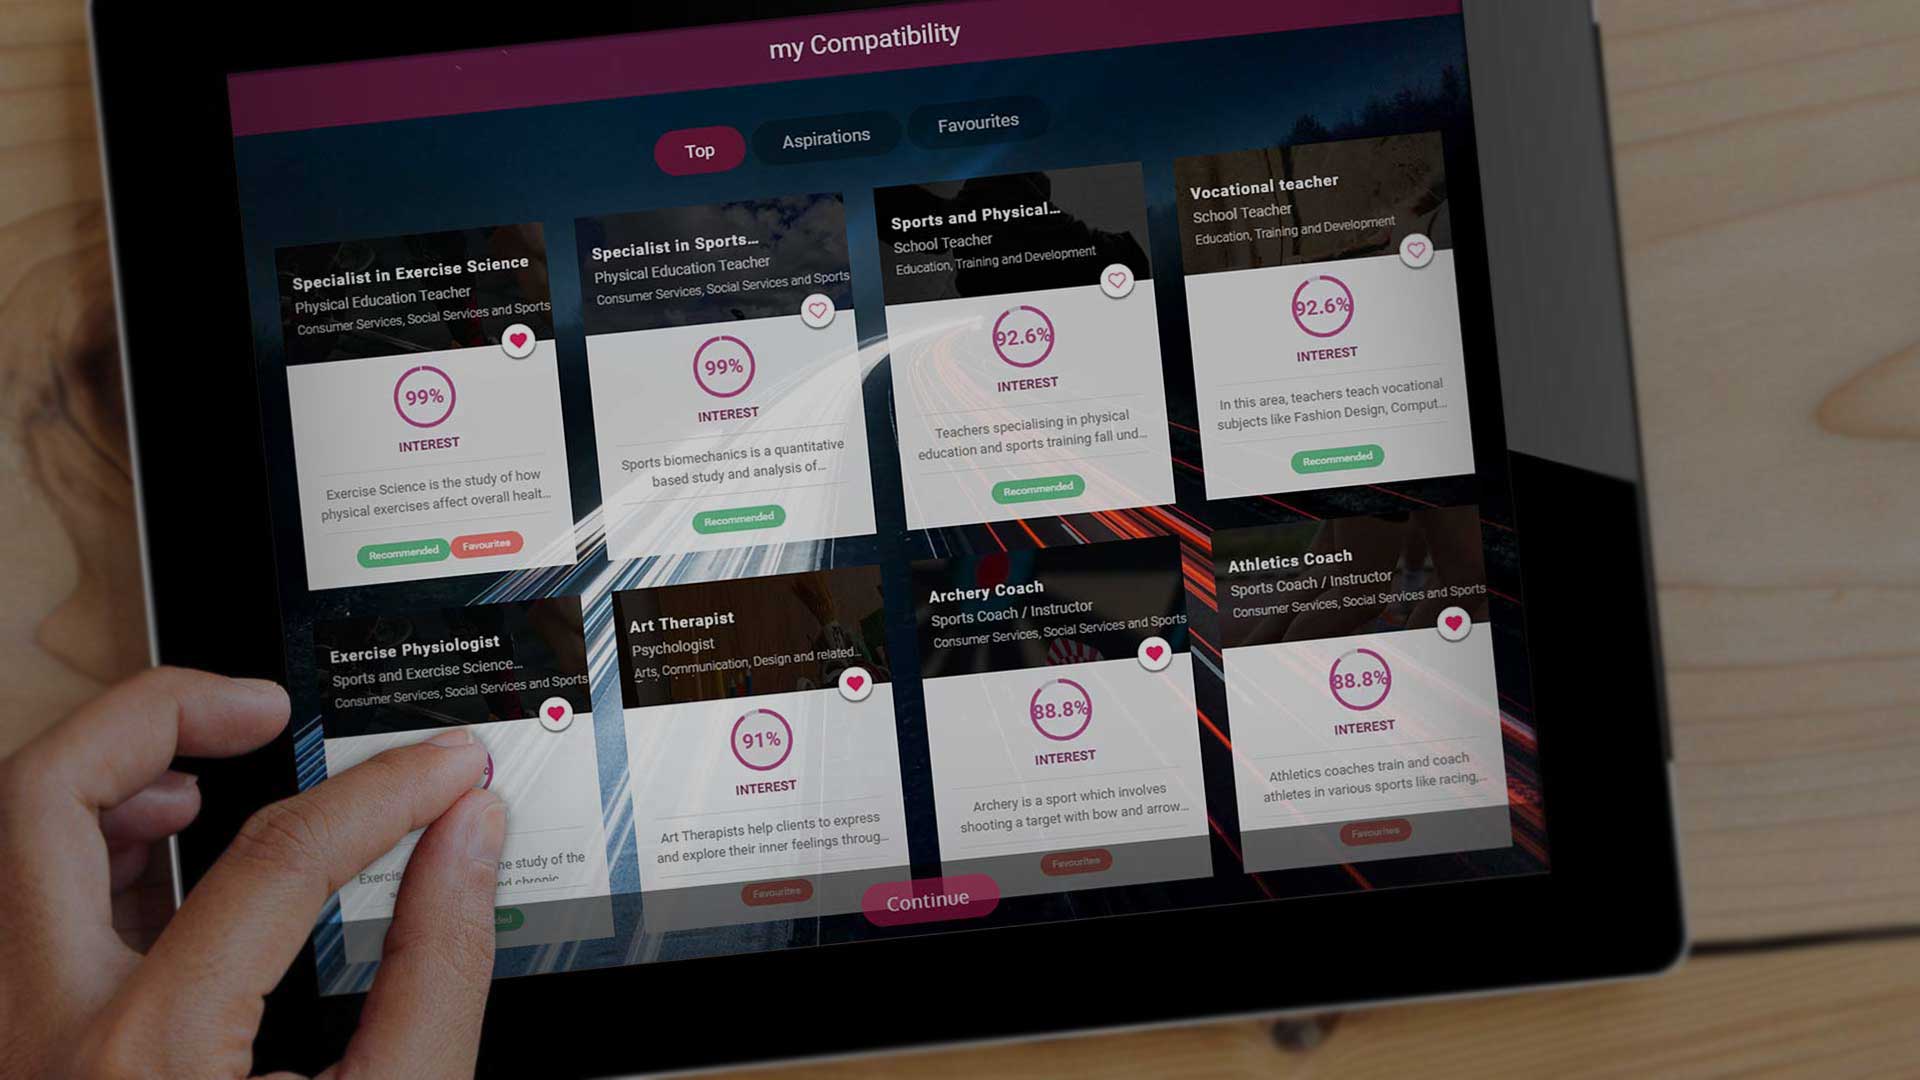 my Compatibility
Top
Aspirations
Favourites
Specialist in Exercise Science
Physical Education Teacher
Consumer Services, Social Services and Sports
99%
INTEREST
Exercise Science is the study of how
physical exercises affect overall healt...
Recommended
Favourites
Specialist in Sports...
Physical Education Teacher
Consumer Services, Social Services and Sports
99%
INTEREST
Sports biomechanics is a quantitative
based study and analysis of...
Recommended
Sports and Physical...
School Teacher
Education, Training and Development
92.6%
INTEREST
Teachers specialising in physical
education and sports training fall und...
Recommended
Vocational teacher
School Teacher
Education, Training and Development
92.6%
INTEREST
In this area, teachers teach vocational
subjects like Fashion Design, Comput...
Recommended
Exercise Physiologist
Sports and Exercise Science...
Consumer Services, Social Services and Sports
study of the
Art Therapist
Psychologist
Arts, Communication, Design and related...
91%
INTEREST
Art Therapists help clients to express
and explore their inner feelings throug...
Favourites
Archery Coach
Sports Coach / Instructor
Consumer Services, Social Services and Sports
88.8%
INTEREST
Archery is a sport which involves
shooting a target with bow and arrow...
Favourites
Athletics Coach
Sports Coach / Instructor
Consumer Services, Social Services and Sports
88.8%
INTEREST
Athletics coaches train and coach
athletes in various sports like racing,...
Favourites
Continue